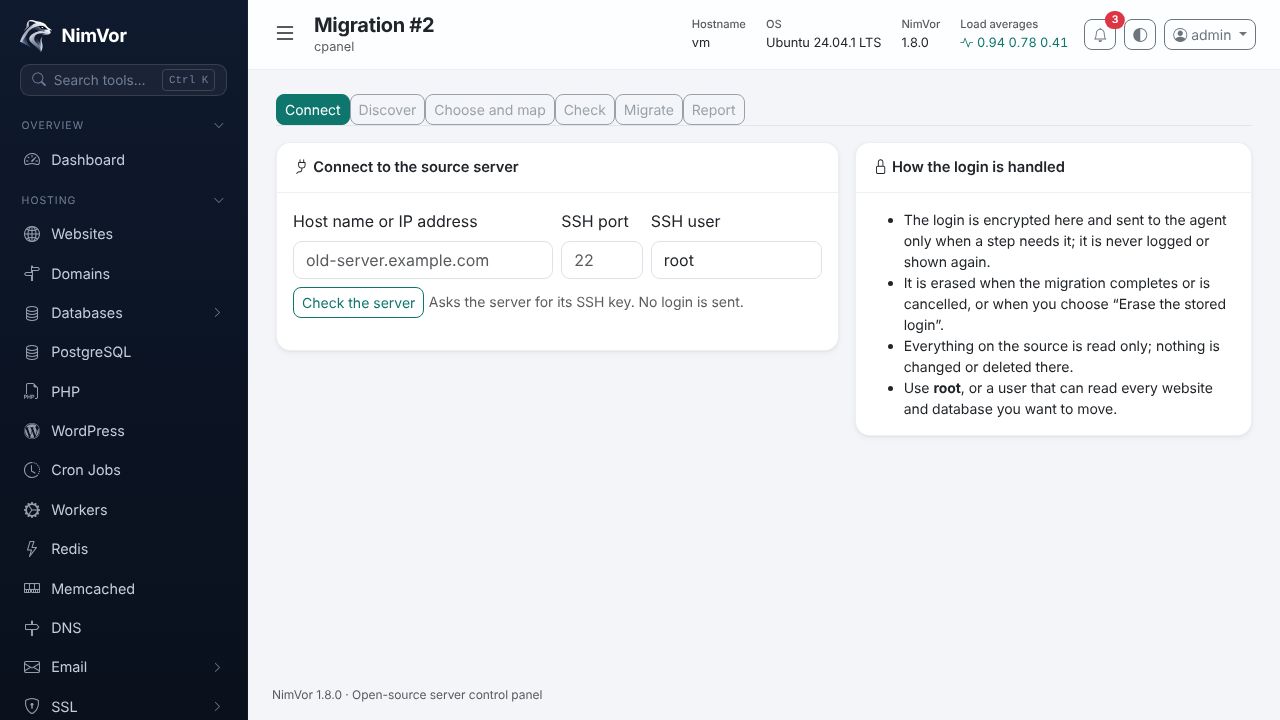 NimVor
Search tools... Ctrl K
OVERVIEW
Dashboard
HOSTING
Websites
Domains
Databases
PostgreSQL
PHP
WordPress
Cron Jobs
Workers
Redis
Memcached
DNS
Email
SSL
Migration #2
cpanel
Hostname
vm
OS
Ubuntu 24.04.1 LTS
NimVor
1.8.0
Load averages
0.94 0.78 0.41
3
admin
Connect
Discover
Choose and map
Check
Migrate
Report
Connect to the source server
Host name or IP address
old-server.example.com
SSH port
22
SSH user
root
Check the server
Asks the server for its SSH key. No login is sent.
How the login is handled
The login is encrypted here and sent to the agent
only when a step needs it; it is never logged or
shown again.
It is erased when the migration completes or is
cancelled, or when you choose “Erase the stored
login”.
Everything on the source is read only; nothing is
changed or deleted there.
Use root, or a user that can read every website
and database you want to move.
NimVor 1.8.0 · Open-source server control panel